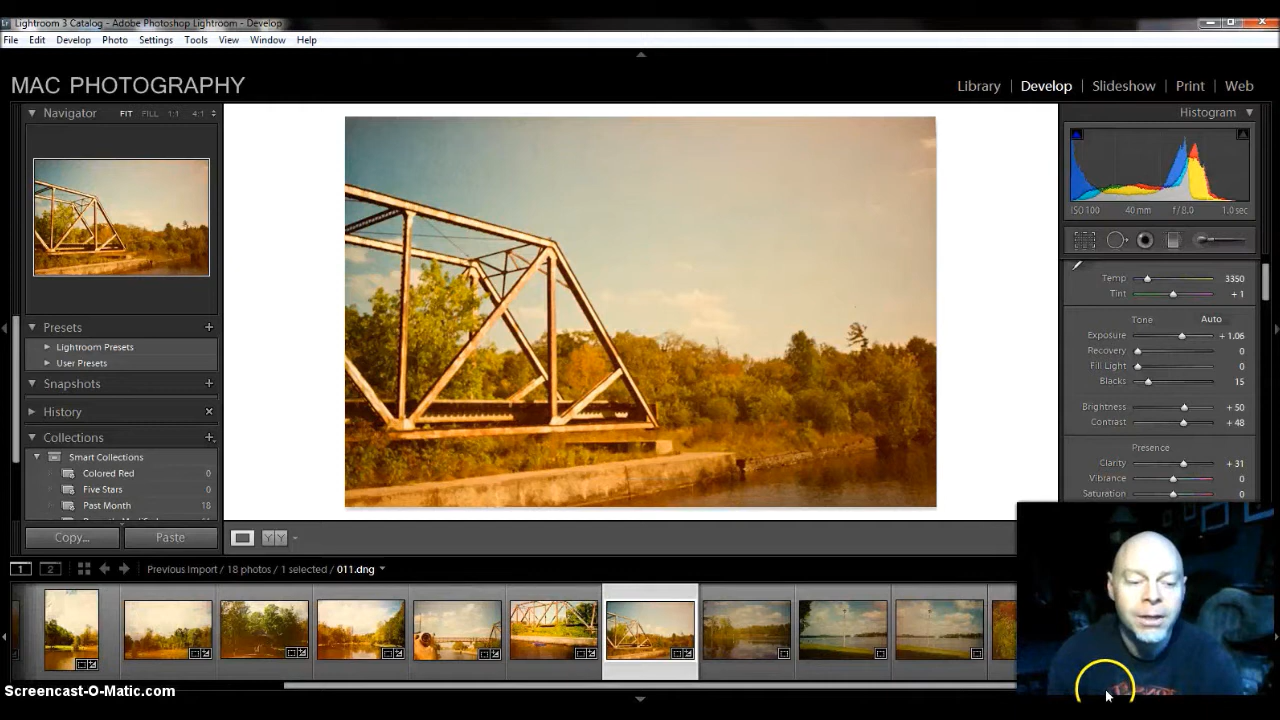 Lightroom 3 Catalog - Adobe Photoshop Lightroom - Develop
File Edit Develop Photo Settings Tools View Window Help
MAC PHOTOGRAPHY
Library | Develop | Slideshow | Print | Web
Navigator FIT FILL 1:1 4:1
Histogram
ISO 100 40 mm f / 8.0 1.0 sec
Temp 3350
Tint + 1
Tone Auto
Exposure + 1.06
Recovery 0
Fill Light 0
Blacks 15
Brightness + 50
Contrast + 48
Presence
Clarity + 31
Vibrance 0
Saturation 0
Presets +
Lightroom Presets
User Presets
Snapshots +
History ×
Collections +
Smart Collections
Colored Red 0
Five Stars 0
Past Month 18
Copy... Paste
1 2 Previous Import / 18 photos / 1 selected / 011.dng
Screencast-O-Matic.com